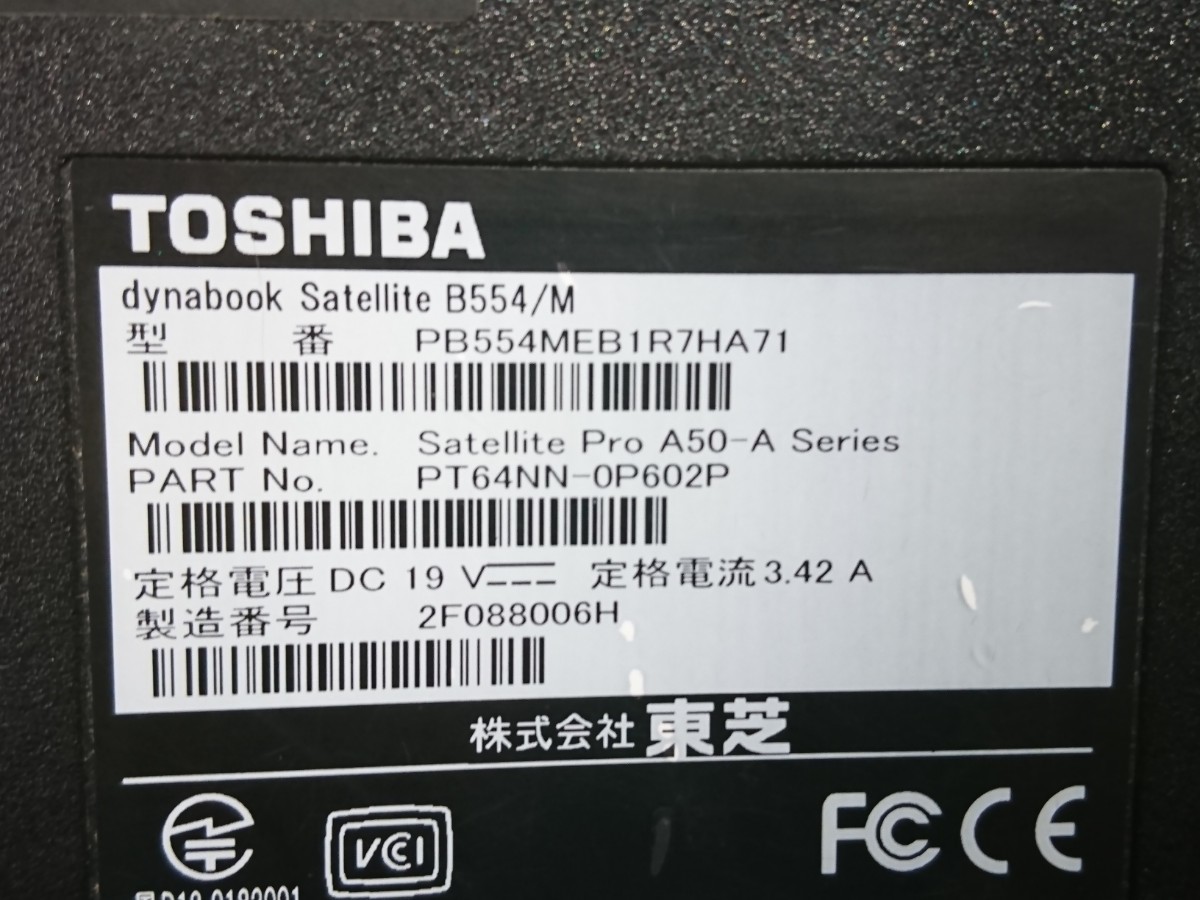 TOSHIBA
dynabook Satellite B554/M
型 番 PB554MEB1R7HA71
Model Name. Satellite Pro A50-A Series
PART No. PT64NN-0P602P
定格電圧 DC 19 V 定格電流 3.42 A
製造番号 2F088006H
株式会社 東芝
VCCI FC CE